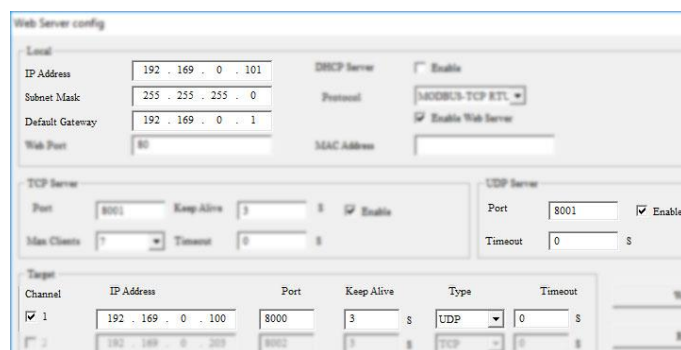 Web Server config
Local
IP Address 192 . 169 . 0 . 101 DHCP Server Enable
Subnet Mask 255 . 255 . 255 . 0 Protocol MODBUS-TCP RTU
Default Gateway 192 . 169 . 0 . 1 Enable Web Server
Web Port 80 MAC Address
TCP Server UDP Server
Port 8001 Keep Alive 3 S Enable Port 8001 Enable
Max Clients 7 Timeout 0 S Timeout 0 S
Target
Channel IP Address Port Keep Alive Type Timeout
1 192 . 169 . 0 . 100 8000 3 S UDP 0 S
2 192 . 169 . 0 . 203 8002 3 S TCP 0 S